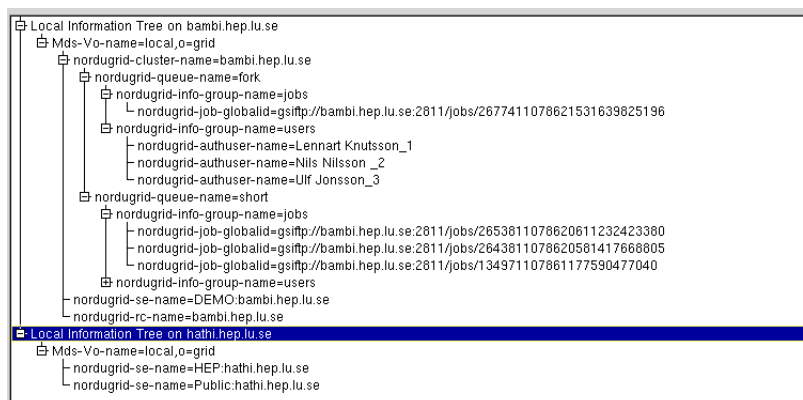 Local Information Tree on bambi.hep.lu.se
Mds-Vo-name=local,o=grid
nordugrid-cluster-name=bambi.hep.lu.se
nordugrid-queue-name=fork
nordugrid-info-group-name=jobs
nordugrid-job-globalid=gsiftp://bambi.hep.lu.se:2811/jobs/2677411078621531639825196
nordugrid-info-group-name=users
nordugrid-authuser-name=Lennart Knutsson_1
nordugrid-authuser-name=Nils Nilsson _2
nordugrid-authuser-name=Ulf Jonsson_3
nordugrid-queue-name=short
nordugrid-info-group-name=jobs
nordugrid-job-globalid=gsiftp://bambi.hep.lu.se:2811/jobs/2653811078620611232423380
nordugrid-job-globalid=gsiftp://bambi.hep.lu.se:2811/jobs/2643811078620581417668805
nordugrid-job-globalid=gsiftp://bambi.hep.lu.se:2811/jobs/134971107861177590477040
nordugrid-info-group-name=users
nordugrid-se-name=DEMO:bambi.hep.lu.se
nordugrid-rc-name=bambi.hep.lu.se
Local Information Tree on hathi.hep.lu.se
Mds-Vo-name=local,o=grid
nordugrid-se-name=HEP:hathi.hep.lu.se
nordugrid-se-name=Public:hathi.hep.lu.se